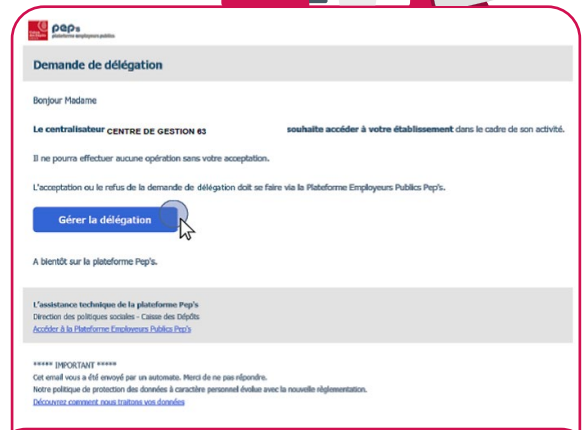 pep's
plateforme employeurs publics
Demande de délégation
Bonjour Madame
Le centralisateur CENTRE DE GESTION 63 souhaite accéder à votre établissement dans le cadre de son activité.
Il ne pourra effectuer aucune opération sans votre acceptation.
L'acceptation ou le refus de la demande de délégation doit se faire via la Plateforme Employeurs Publics Pep's.
Gérer la délégation
A bientôt sur la plateforme Pep's.
L'assistance technique de la plateforme Pep's
Direction des politiques sociales - Caisse des Dépôts
Accéder à la Plateforme Employeurs Publics Pep's
***** IMPORTANT *****
Cet email vous a été envoyé par un automate. Merci de ne pas répondre.
Notre politique de protection des données à caractère personnel évolue avec la nouvelle réglementation.
Découvrez comment nous traitons vos données